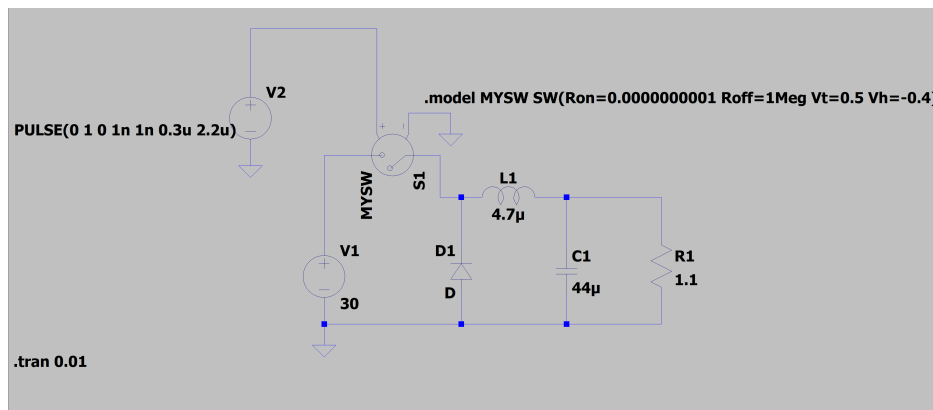 V2
.model MYSW SW(Ron=0.0000000001 Roff=1Meg Vt=0.5 Vh=-0.4)
PULSE(0 1 0 1n 1n 0.3u 2.2u)
MYSW
S1
L1
4.7µ
V1
30
D1
D
C1
44µ
R1
1.1
.tran 0.01